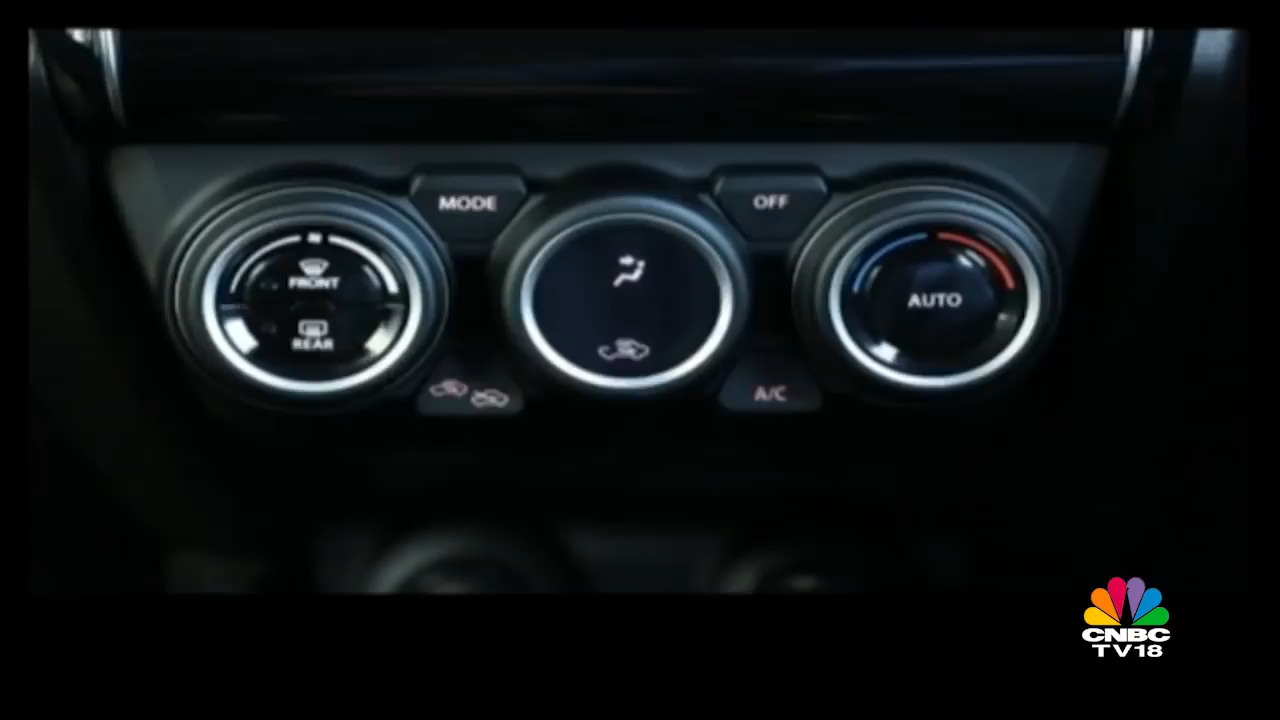 MODE
OFF
FRONT
AUTO
REAR
A/C
CNBC
TV18